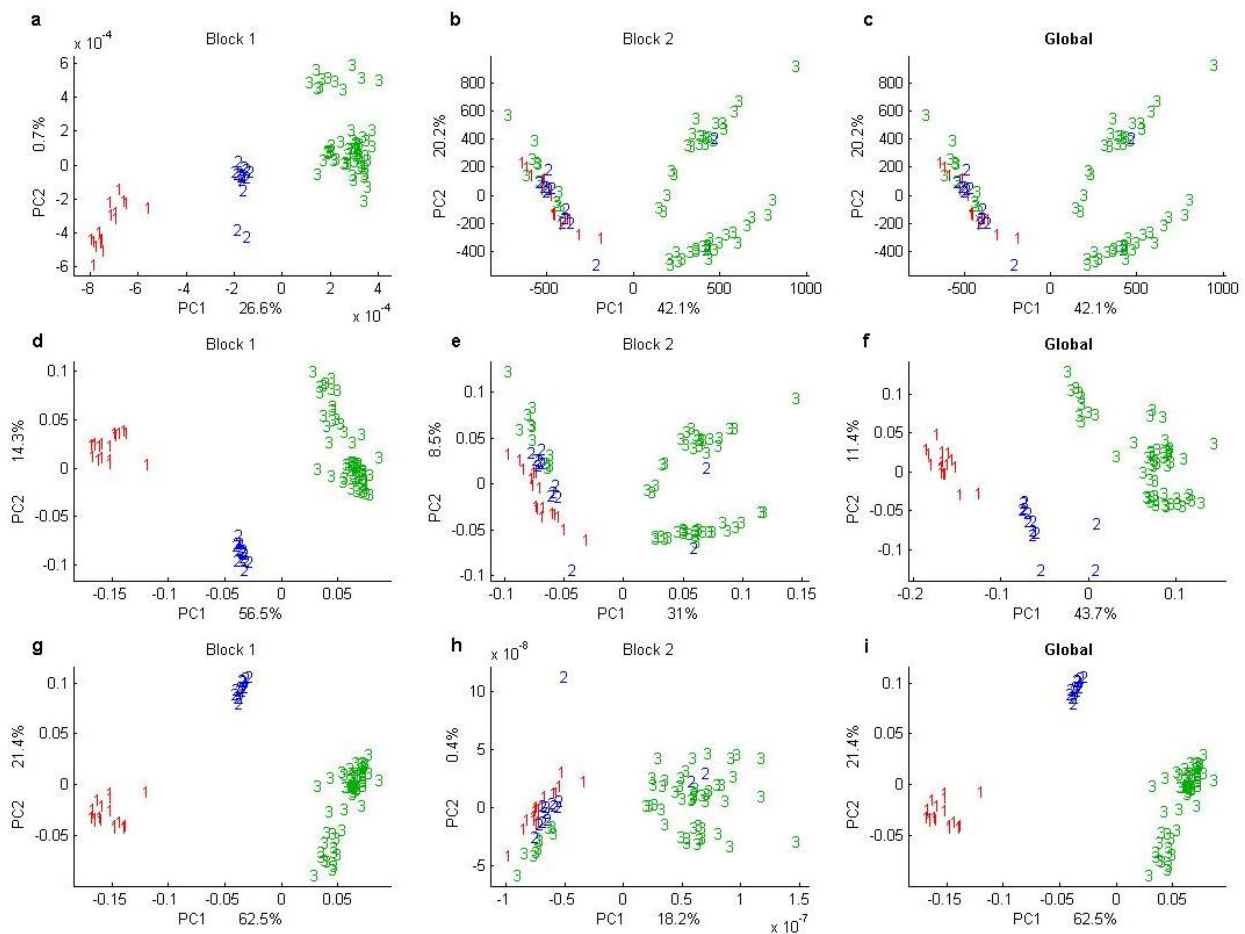 a
Block 1
x 10⁻⁴
6
4
2
0
-2
-4
-6
PC2 0.7%
-8 -6 -4 -2 0 2 4
PC1 26.6%
x 10⁻⁴
b
Block 2
800
600
400
200
0
-200
-400
PC2 20.2%
-500 0 500 1000
PC1 42.1%
c
Global
800
600
400
200
0
-200
-400
PC2 20.2%
-500 0 500 1000
PC1 42.1%
d
Block 1
0.1
0.05
0
-0.05
-0.1
PC2 14.3%
-0.15 -0.1 -0.05 0 0.05
PC1 56.5%
e
Block 2
0.1
0.05
0
-0.05
-0.1
PC2 8.5%
-0.1 -0.05 0 0.05 0.1 0.15
PC1 31%
f
Global
0.1
0.05
0
-0.05
-0.1
PC2 11.4%
-0.2 -0.1 0 0.1
PC1 43.7%
g
Block 1
0.1
0.05
0
-0.05
PC2 21.4%
-0.15 -0.1 -0.05 0 0.05
PC1 62.5%
h
Block 2
x 10⁻⁸
10
5
0
-5
PC2 0.4%
-1 -0.5 0 0.5 1 1.5
PC1 18.2%
x 10⁻⁷
i
Global
0.1
0.05
0
-0.05
PC2 21.4%
-0.15 -0.1 -0.05 0 0.05
PC1 62.5%